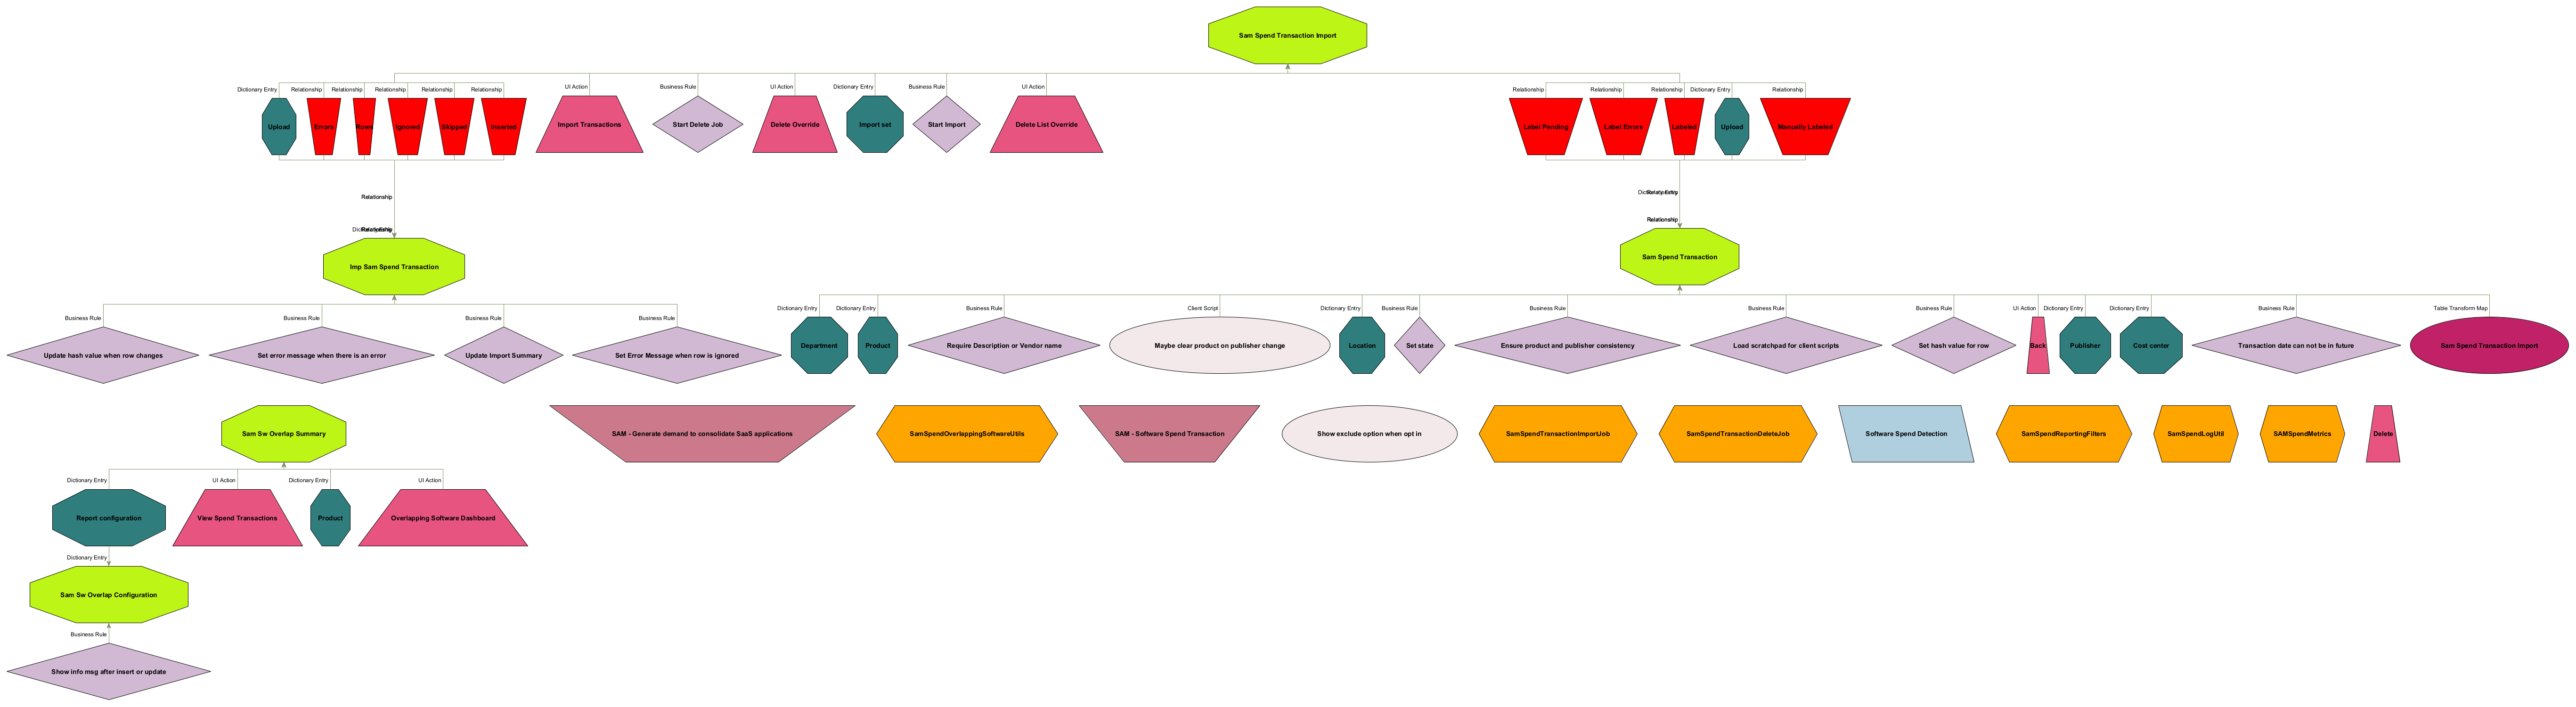 Sam Spend Transaction Import
UI Action
Business Rule
UI Action
Dictionary Entry
Business Rule
UI Action
Dictionary Entry
Relationship
Relationship
Relationship
Relationship
Relationship
Relationship
Relationship
Relationship
Dictionary Entry
Relationship
Upload
Errors
Rows
Ignored
Skipped
Inserted
Import Transactions
Start Delete Job
Delete Override
Import set
Start Import
Delete List Override
Label Pending
Label Errors
Labeled
Upload
Manually Labeled
Relationship
Dictionary Entry
Relationship
Relationship
Dictionary Entry
Relationship
Imp Sam Spend Transaction
Sam Spend Transaction
Business Rule
Business Rule
Business Rule
Business Rule
Dictionary Entry
Dictionary Entry
Business Rule
Client Script
Dictionary Entry
Business Rule
Business Rule
Business Rule
Business Rule
UI Action
Dictionary Entry
Dictionary Entry
Business Rule
Table Transform Map
Update hash value when row changes
Set error message when there is an error
Update Import Summary
Set Error Message when row is ignored
Department
Product
Require Description or Vendor name
Maybe clear product on publisher change
Location
Set state
Ensure product and publisher consistency
Load scratchpad for client scripts
Set hash value for row
Back
Publisher
Cost center
Transaction date can not be in future
Sam Spend Transaction Import
Sam Sw Overlap Summary
SAM - Generate demand to consolidate SaaS applications
SamSpendOverlappingSoftwareUtils
SAM - Software Spend Transaction
Show exclude option when opt in
SamSpendTransactionImportJob
SamSpendTransactionDeleteJob
Software Spend Detection
SamSpendReportingFilters
SamSpendLogUtil
SAMSpendMetrics
Delete
Dictionary Entry
UI Action
Dictionary Entry
UI Action
Report configuration
View Spend Transactions
Product
Overlapping Software Dashboard
Dictionary Entry
Sam Sw Overlap Configuration
Business Rule
Show info msg after insert or update